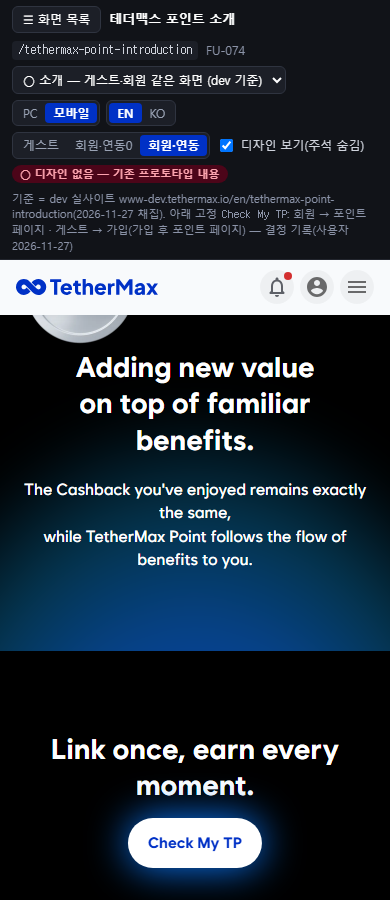 ☰ 화면 목록 테더맥스 포인트 소개
/tethermax-point-introduction FU-074
○ 소개 — 게스트·회원 같은 화면 (dev 기준)
PC 모바일 EN KO
게스트 회원·연동0 회원·연동 디자인 보기(주석 숨김)
○ 디자인 없음 — 기존 프로토타입 내용
기준 = dev 실사이트 www-dev.tethermax.io/en/tethermax-point-
introduction(2026-11-27 채집). 아래 고정 Check My TP: 회원 → 포인트
페이지 · 게스트 → 가입(가입 후 포인트 페이지) — 결정 기록(사용자
2026-11-27)
TetherMax
Adding new value
on top of familiar
benefits.
The Cashback you've enjoyed remains exactly
the same,
while TetherMax Point follows the flow of
benefits to you.
Link once, earn every
moment.
Check My TP